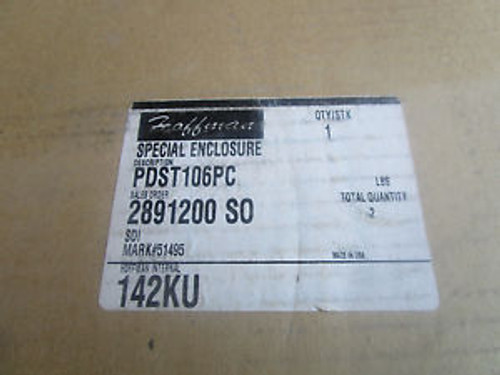 Hoffman
QTY/STK
1
SPECIAL ENCLOSURE
DESCRIPTION
PDST106PC
LBS
SALES ORDER
TOTAL QUANTITY
2891200 SO
2
SOI
MARK#51495
MADE IN USA
HOFFMAN INTERNAL
142KU